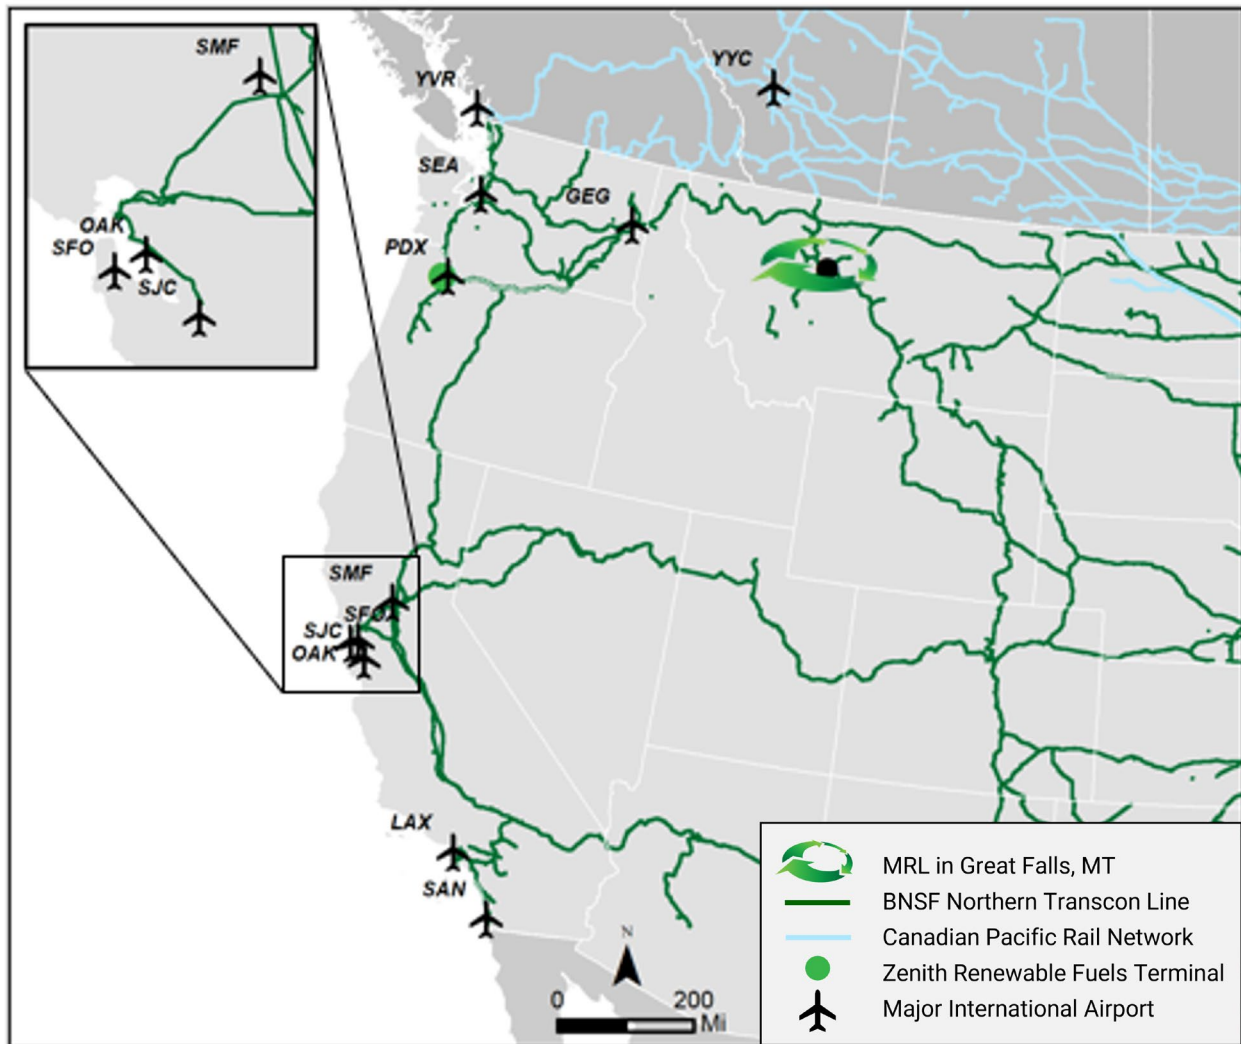 SMF
OAK
SFO
SJC
YVR
YYC
SEA
GEG
PDX
SMF
SFO
SJC
OAK
LAX
SAN
N
0 200
Mi
MRL in Great Falls, MT
BNSF Northern Transcon Line
Canadian Pacific Rail Network
Zenith Renewable Fuels Terminal
Major International Airport